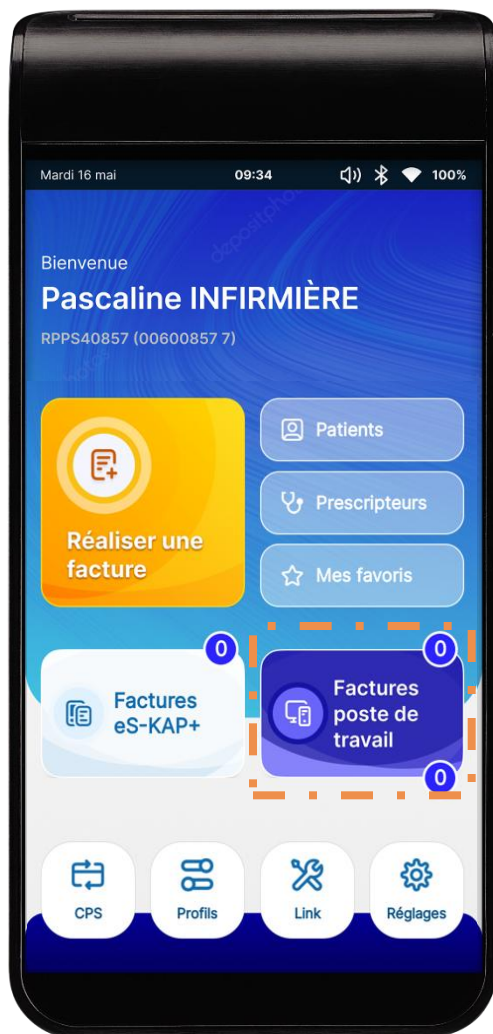 Mardi 16 mai 09:34 100%
Bienvenue
Pascaline INFIRMIÈRE
RPPS40857 (00600857 7)
depositphotos
Réaliser une
facture
Patients
Prescripteurs
Mes favoris
0
Factures
eS-KAP+
0
Factures
poste de
travail
0
CPS
Profils
Link
Réglages